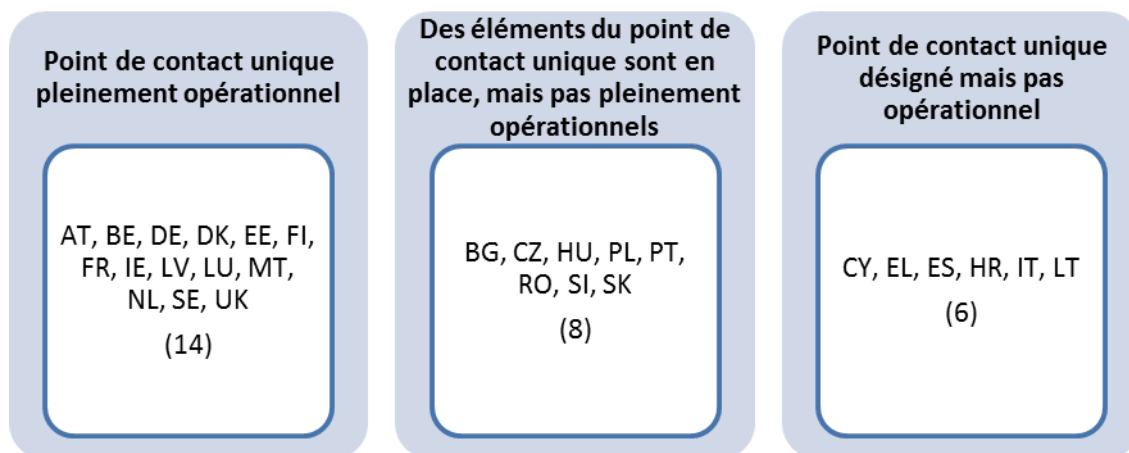 Point de contact unique
pleinement opérationnel
AT, BE, DE, DK, EE, FI,
FR, IE, LV, LU, MT,
NL, SE, UK
(14)
Des éléments du point de
contact unique sont en
place, mais pas pleinement
opérationnels
BG, CZ, HU, PL, PT,
RO, SI, SK
(8)
Point de contact unique
désigné mais pas
opérationnel
CY, EL, ES, HR, IT, LT
(6)